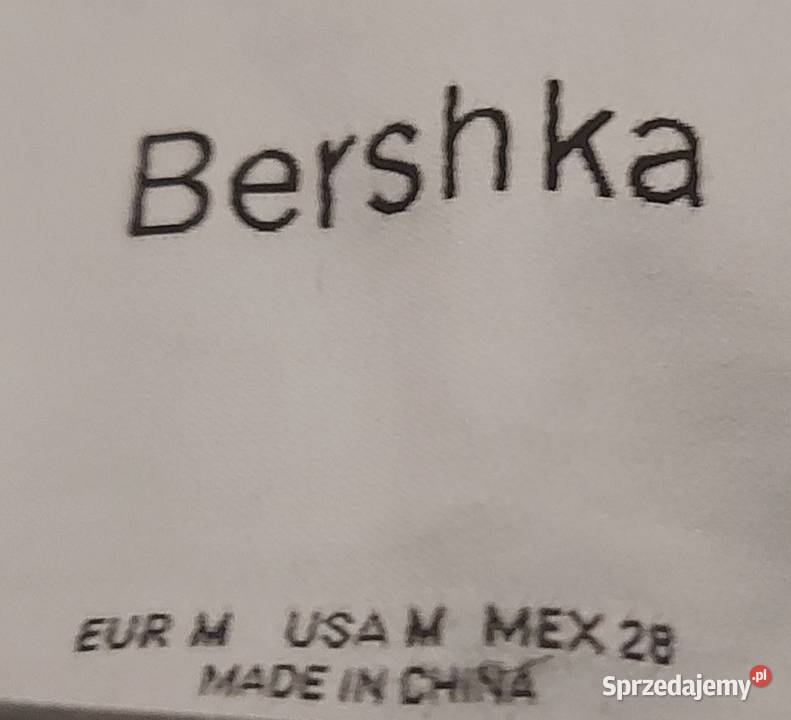 Bershka
EUR M USA M MEX 28
MADE IN CHINA
Sprzedajemy.pl